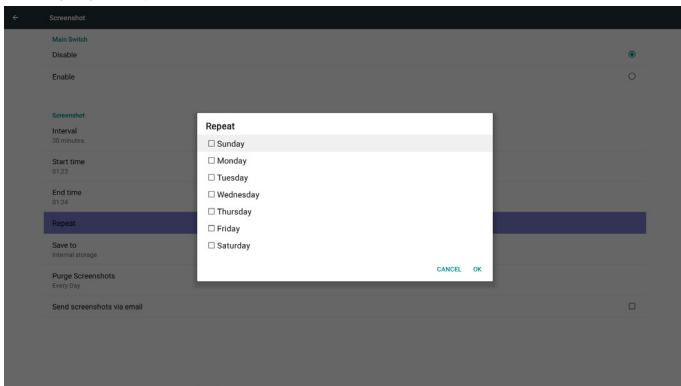 Screenshot
Main Switch
Disable
Enable
Screenshot
Interval
30 minutes
Start time
01:23
End time
01:24
Repeat
Save to
Internal storage
Purge Screenshots
Every Day
Send screenshots via email
Repeat
Sunday
Monday
Tuesday
Wednesday
Thursday
Friday
Saturday
CANCEL OK